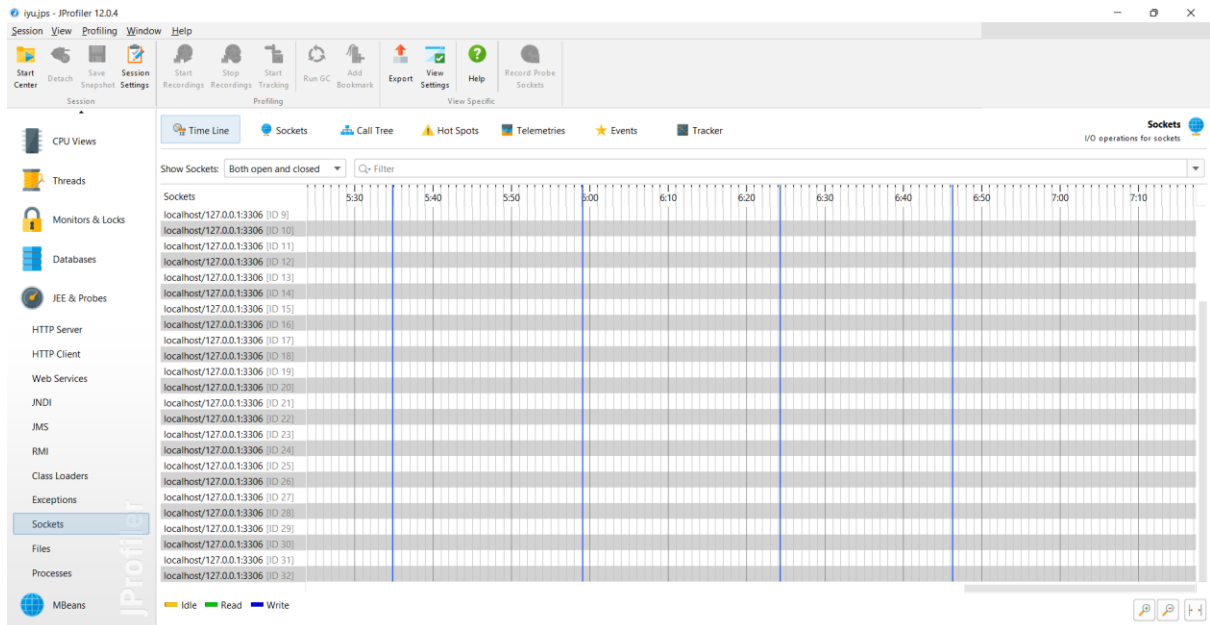 iyu.jps - JProfiler 12.0.4
Session View Profiling Window Help
Start Center
Detach
Save Snapshot
Session Settings
Start Recordings
Stop Recordings
Start Tracking
Run GC
Add Bookmark
Export
View Settings
Help
Record Probe Sockets
Session
Profiling
View Specific
CPU Views
Threads
Monitors & Locks
Databases
JEE & Probes
HTTP Server
HTTP Client
Web Services
JNDI
JMS
RMI
Class Loaders
Exceptions
Sockets
Files
Processes
MBeans
JProfiler
Time Line Sockets Call Tree Hot Spots Telemetries Events Tracker
Sockets
I/O operations for sockets
Show Sockets: Both open and closed Filter
Sockets 5:30 5:40 5:50 6:00 6:10 6:20 6:30 6:40 6:50 7:00 7:10
localhost/127.0.0.1:3306 [ID 9]
localhost/127.0.0.1:3306 [ID 10]
localhost/127.0.0.1:3306 [ID 11]
localhost/127.0.0.1:3306 [ID 12]
localhost/127.0.0.1:3306 [ID 13]
localhost/127.0.0.1:3306 [ID 14]
localhost/127.0.0.1:3306 [ID 15]
localhost/127.0.0.1:3306 [ID 16]
localhost/127.0.0.1:3306 [ID 17]
localhost/127.0.0.1:3306 [ID 18]
localhost/127.0.0.1:3306 [ID 19]
localhost/127.0.0.1:3306 [ID 20]
localhost/127.0.0.1:3306 [ID 21]
localhost/127.0.0.1:3306 [ID 22]
localhost/127.0.0.1:3306 [ID 23]
localhost/127.0.0.1:3306 [ID 24]
localhost/127.0.0.1:3306 [ID 25]
localhost/127.0.0.1:3306 [ID 26]
localhost/127.0.0.1:3306 [ID 27]
localhost/127.0.0.1:3306 [ID 28]
localhost/127.0.0.1:3306 [ID 29]
localhost/127.0.0.1:3306 [ID 30]
localhost/127.0.0.1:3306 [ID 31]
localhost/127.0.0.1:3306 [ID 32]
Idle Read Write